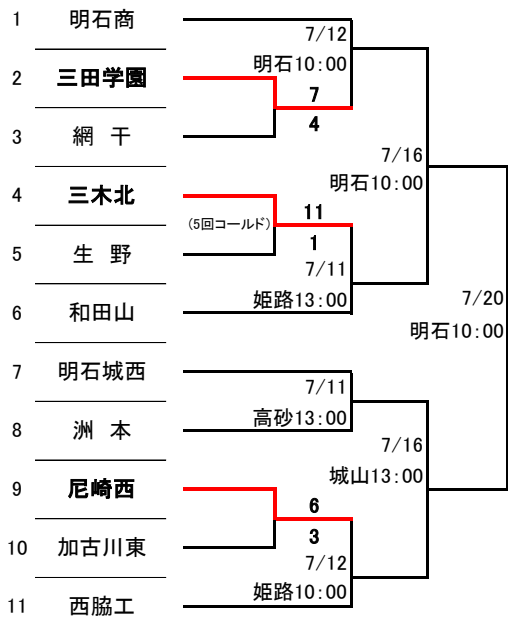 1 明石商
7/12
明石10:00
2 三田学園
7
4
3 網 干
7/16
明石10:00
4 三木北
11
(5回コールド)
1
5 生 野
7/11
姫路13:00
6 和田山
7/20
明石10:00
7 明石城西
7/11
高砂13:00
8 洲 本
7/16
城山13:00
9 尼崎西
6
3
10 加古川東
7/12
姫路10:00
11 西脇工